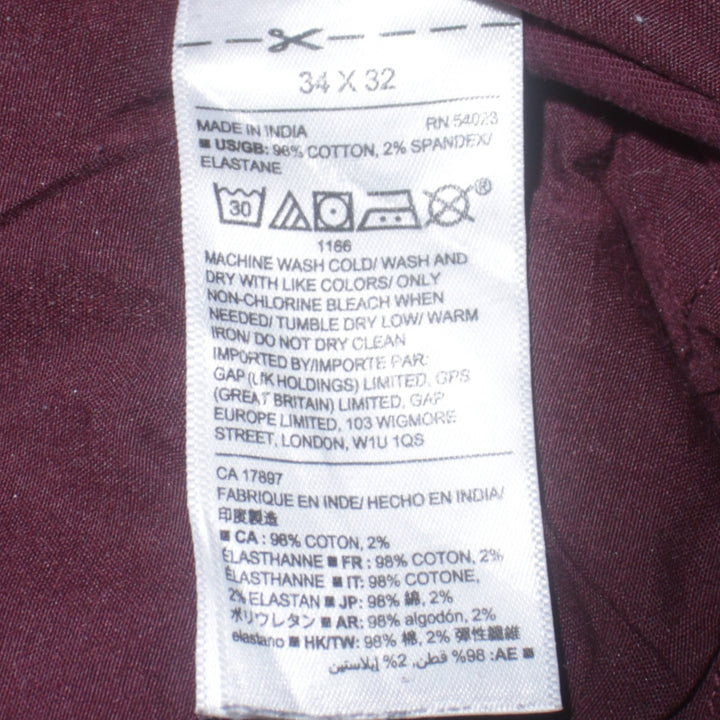 34 X 32
MADE IN INDIA RN 54023
■ US/GB: 98% COTTON, 2% SPANDEX/
ELASTANE
30 ®
1166
MACHINE WASH COLD/ WASH AND
DRY WITH LIKE COLORS/ ONLY
NON-CHLORINE BLEACH WHEN
NEEDED/ TUMBLE DRY LOW/ WARM
IRON/ DO NOT DRY CLEAN
IMPORTED BY/IMPORTE PAR:
GAP (UK HOLDINGS) LIMITED, GPS
(GREAT BRITAIN) LIMITED, GAP
EUROPE LIMITED, 103 WIGMORE
STREET, LONDON, W1U 1QS
CA 17897
FABRIQUE EN INDE/ HECHO EN INDIA/
印度製造
■ CA : 98% COTON, 2%
ÉLASTHANNE ■ FR : 98% COTON, 2%
ÉLASTHANNE ■ IT: 98% COTONE,
2% ELASTAN ■ JP: 98% 綿, 2%
ポリウレタン ■ AR: 98% algodón, 2%
elastano ■ HK/TW: 98% 棉, 2% 彈性纖維
■ AE: 98% قطن, 2% إيلاستين